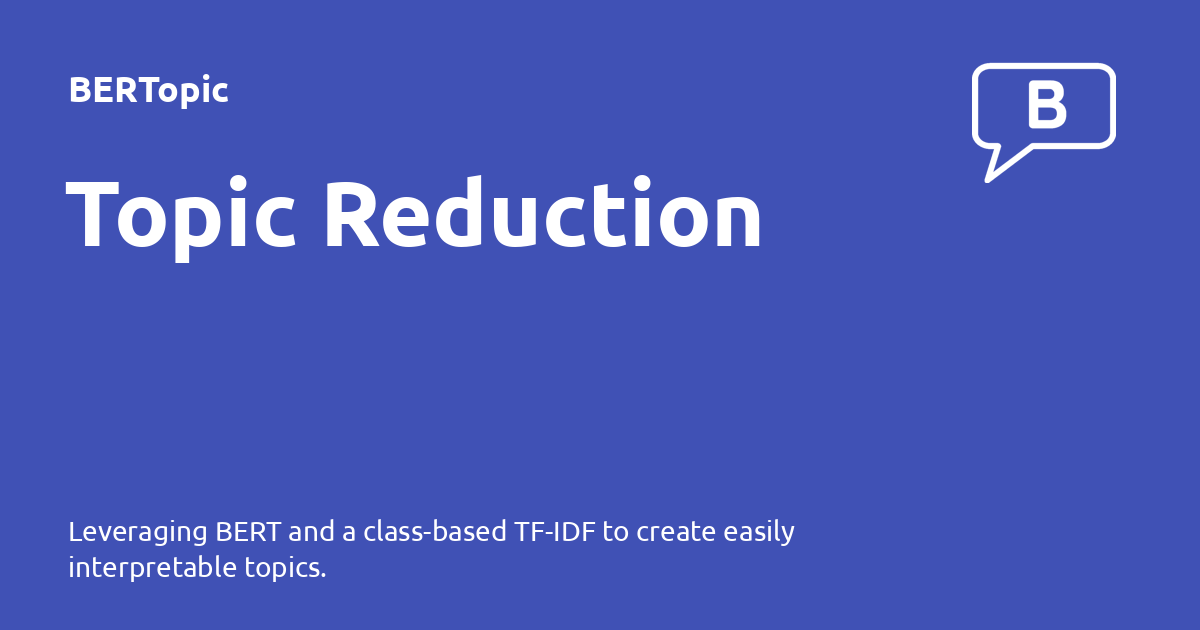 BERTopic
B
Topic Reduction
Leveraging BERT and a class-based TF-IDF to create easily
interpretable topics.